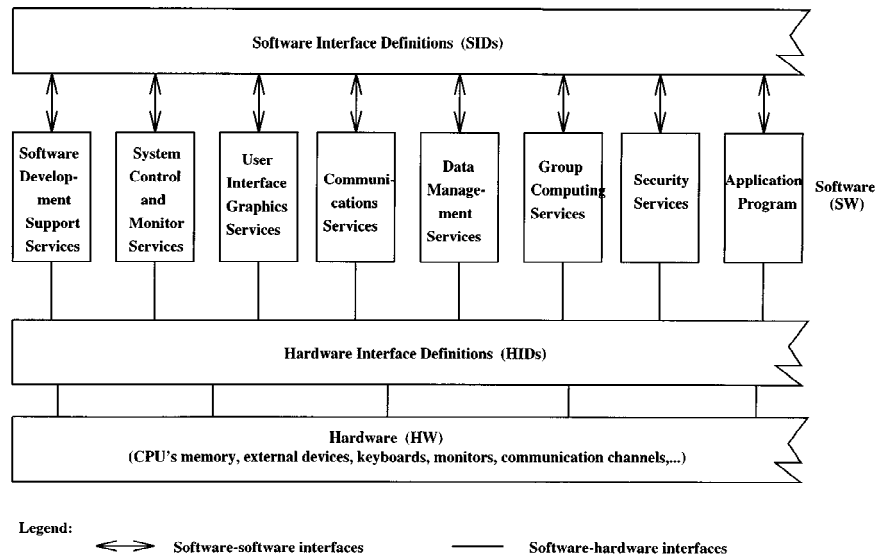 Software Interface Definitions (SIDs)
Software
Develop-
ment
Support
Services
System
Control
and
Monitor
Services
User
Interface
Graphics
Services
Communi-
cations
Services
Data
Manage-
ment
Services
Group
Computing
Services
Security
Services
Application
Program
Software
(SW)
Hardware Interface Definitions (HIDs)
Hardware (HW)
(CPU's memory, external devices, keyboards, monitors, communication channels,...)
Legend:
Software-software interfaces
Software-hardware interfaces